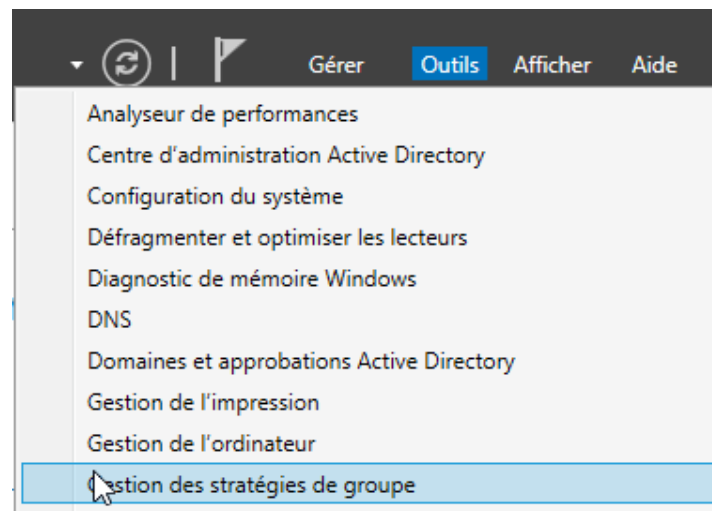 Gérer Outils Afficher Aide
Analyseur de performances
Centre d'administration Active Directory
Configuration du système
Défragmenter et optimiser les lecteurs
Diagnostic de mémoire Windows
DNS
Domaines et approbations Active Directory
Gestion de l'impression
Gestion de l'ordinateur
Gestion des stratégies de groupe